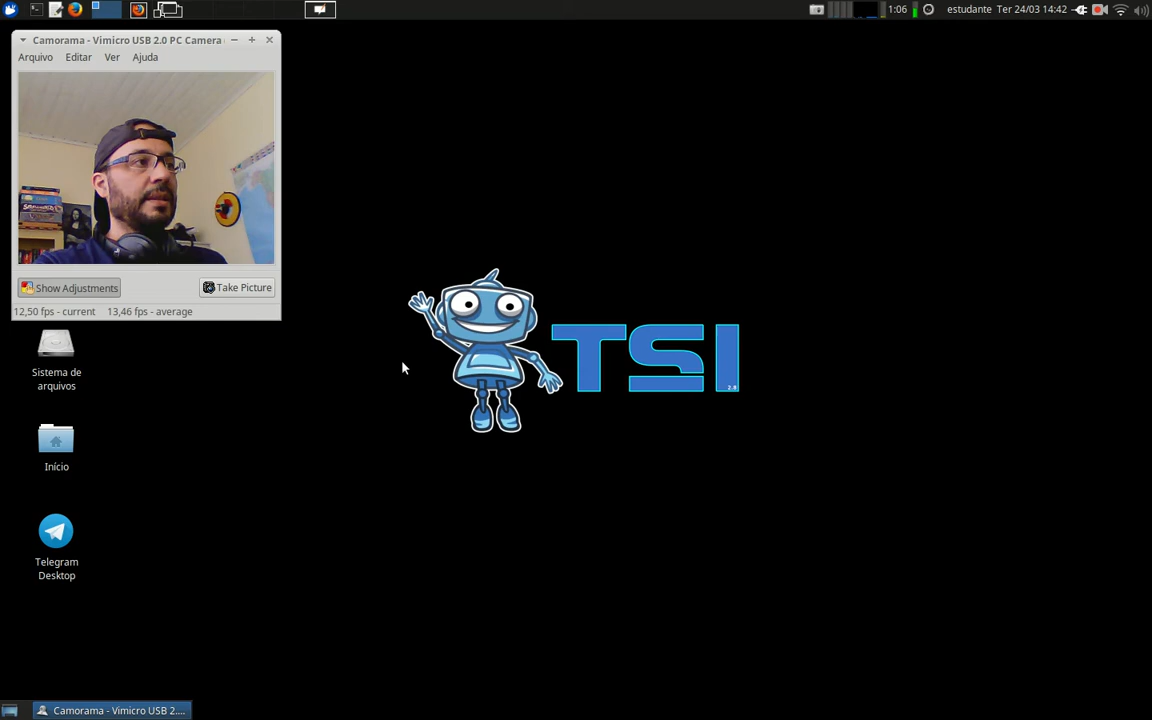 1:06
estudante Ter 24/03 14:42
Camorama - Vimicro USB 2.0 PC Camera
Arquivo Editar Ver Ajuda
Show Adjustments
Take Picture
12,50 fps - current 13,46 fps - average
Sistema de
arquivos
Início
Telegram
Desktop
TSI
2.0
Camorama - Vimicro USB 2....